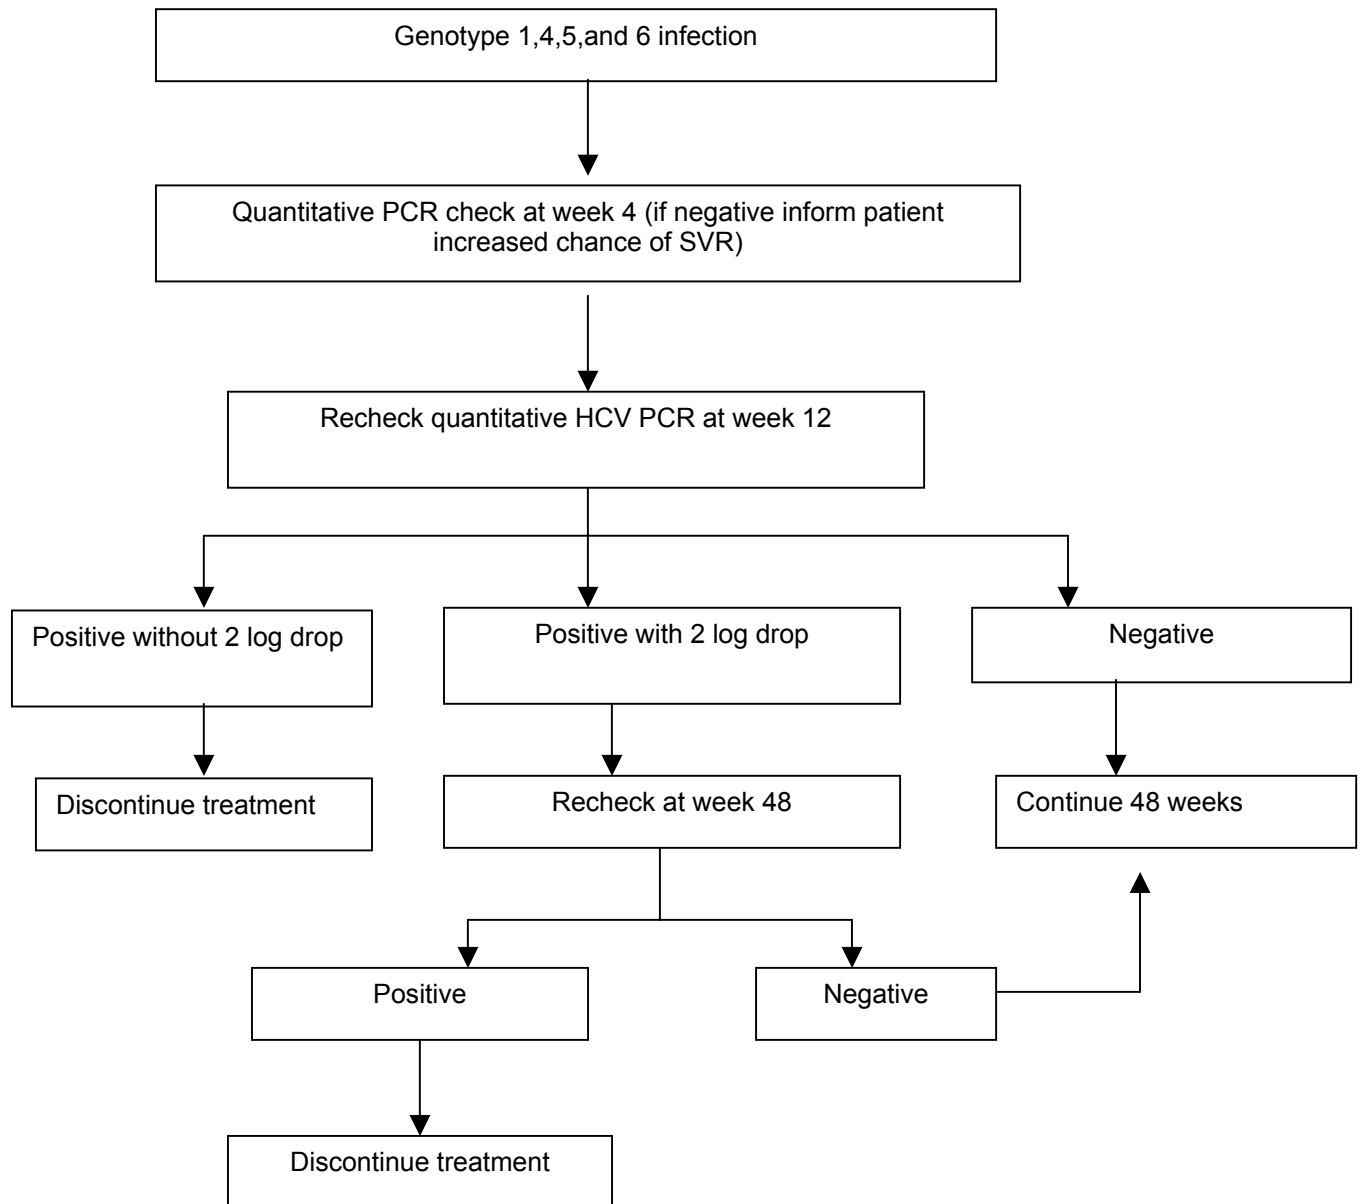 Genotype 1,4,5,and 6 infection
Quantitative PCR check at week 4 (if negative inform patient
increased chance of SVR)
Recheck quantitative HCV PCR at week 12
Positive without 2 log drop
Positive with 2 log drop
Negative
Discontinue treatment
Recheck at week 48
Continue 48 weeks
Positive
Negative
Discontinue treatment